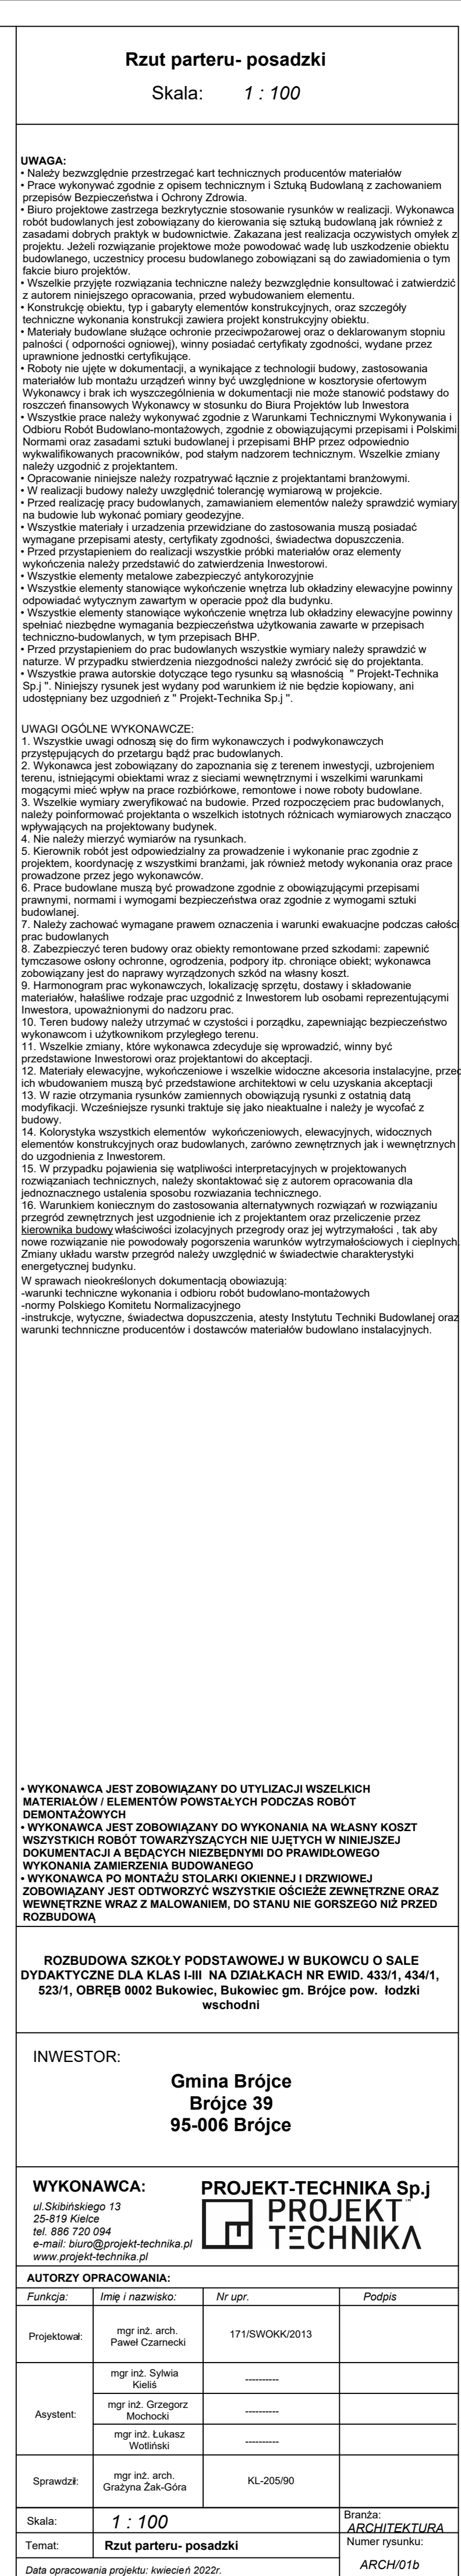 Rzut parteru- posadzki
Skala: 1 : 100
UWAGA:
• Należy bezwzględnie przestrzegać kart technicznych producentów materiałów
• Prace wykonywać zgodnie z opisem technicznym i Sztuką Budowlaną z zachowaniem
przepisów Bezpieczeństwa i Ochrony Zdrowia.
• Biuro projektowe zastrzega bezkrytycznie stosowanie rysunków w realizacji. Wykonawca
robót budowlanych jest zobowiązany do kierowania się sztuką budowlaną jak również z
zasadami dobrych praktyk w budownictwie. Zakazana jest realizacja oczywistych omyłek z
projektu. Jeżeli rozwiązanie projektowe może powodować wadę lub uszkodzenie obiektu
budowlanego, uczestnicy procesu budowlanego zobowiązani są do zawiadomienia o tym
fakcie biuro projektów.
• Wszelkie przyjęte rozwiązania techniczne należy bezwzględnie konsultować i zatwierdzić
z autorem niniejszego opracowania, przed wybudowaniem elementu.
• Konstrukcję obiektu, typ i gabaryty elementów konstrukcyjnych, oraz szczegóły
techniczne wykonania konstrukcji zawiera projekt konstrukcyjny obiektu.
• Materiały budowlane służące ochronie przeciwpożarowej oraz o deklarowanym stopniu
palności ( odporności ogniowej), winny posiadać certyfikaty zgodności, wydane przez
uprawnione jednostki certyfikujące.
• Roboty nie ujęte w dokumentacji, a wynikające z technologii budowy, zastosowania
materiałów lub montażu urządzeń winny być uwzględnione w kosztorysie ofertowym
Wykonawcy i brak ich wyszczególnienia w dokumentacji nie może stanowić podstawy do
roszczeń finansowych Wykonawcy w stosunku do Biura Projektów lub Inwestora
• Wszystkie prace należy wykonywać zgodnie z Warunkami Technicznymi Wykonywania i
Odbioru Robót Budowlano-montażowych, zgodnie z obowiązującymi przepisami i Polskimi
Normami oraz zasadami sztuki budowlanej i przepisami BHP przez odpowiednio
wykwalifikowanych pracowników, pod stałym nadzorem technicznym. Wszelkie zmiany
należy uzgodnić z projektantem.
• Opracowanie niniejsze należy rozpatrywać łącznie z projektantami branżowymi.
• W realizacji budowy należy uwzględnić tolerancję wymiarową w projekcie.
• Przed realizację pracy budowlanych, zamawianiem elementów należy sprawdzić wymiary
na budowie lub wykonać pomiary geodezyjne.
• Wszystkie materiały i urzadzenia przewidziane do zastosowania muszą posiadać
wymagane przepisami atesty, certyfikaty zgodności, świadectwa dopuszczenia.
• Przed przystąpieniem do realizacji wszystkie próbki materiałów oraz elementy
wykończenia należy przedstawić do zatwierdzenia Inwestorowi.
• Wszystkie elementy metalowe zabezpieczyć antykorozyjnie
• Wszystkie elementy stanowiące wykończenie wnętrza lub okładziny elewacyjne powinny
odpowiadać wytycznym zawartym w operacie ppoż dla budynku.
• Wszystkie elementy stanowiące wykończenie wnętrza lub okładziny elewacyjne powinny
spełniać niezbędne wymagania bezpieczeństwa użytkowania zawarte w przepisach
techniczno-budowlanych, w tym przepisach BHP.
• Przed przystąpieniem do prac budowlanych wszystkie wymiary należy sprawdzić w
naturze. W przypadku stwierdzenia niezgodności należy zwrócić się do projektanta.
• Wszystkie prawa autorskie dotyczące tego rysunku są własnością " Projekt-Technika
Sp.j ". Niniejszy rysunek jest wydany pod warunkiem iż nie będzie kopiowany, ani
udostępniany bez uzgodnień z " Projekt-Technika Sp.j ".
UWAGI OGÓLNE WYKONAWCZE:
1. Wszystkie uwagi odnoszą się do firm wykonawczych i podwykonawczych
przystępujących do przetargu bądź prac budowlanych.
2. Wykonawca jest zobowiązany do zapoznania się z terenem inwestycji, uzbrojeniem
terenu, istniejącymi obiektami wraz z sieciami wewnętrznymi i wszelkimi warunkami
mogącymi mieć wpływ na prace rozbiórkowe, remontowe i nowe roboty budowlane.
3. Wszelkie wymiary zweryfikować na budowie. Przed rozpoczęciem prac budowlanych,
należy poinformować projektanta o wszelkich istotnych różnicach wymiarowych znacząco
wpływających na projektowany budynek.
4. Nie należy mierzyć wymiarów na rysunkach.
5. Kierownik robót jest odpowiedzialny za prowadzenie i wykonanie prac zgodnie z
projektem, koordynację z wszystkimi branżami, jak również metody wykonania oraz prace
prowadzone przez jego wykonawców.
6. Prace budowlane muszą być prowadzone zgodnie z obowiązującymi przepisami
prawnymi, normami i wymogami bezpieczeństwa oraz zgodnie z wymogami sztuki
budowlanej.
7. Należy zachować wymagane prawem oznaczenia i warunki ewakuacyjne podczas całości
prac budowlanych
8. Zabezpieczyć teren budowy oraz obiekty remontowane przed szkodami: zapewnić
tymczasowe osłony ochronne, ogrodzenia, podpory itp. chroniące obiekt; wykonawca
zobowiązany jest do naprawy wyrządzonych szkód na własny koszt.
9. Harmonogram prac wykonawczych, lokalizację sprzętu, dostawy i składowanie
materiałów, hałaśliwe rodzaje prac uzgodnić z Inwestorem lub osobami reprezentującymi
Inwestora, upoważnionymi do nadzoru prac.
10. Teren budowy należy utrzymać w czystości i porządku, zapewniając bezpieczeństwo
wykonawcom i użytkownikom przyległego terenu.
11. Wszelkie zmiany, które wykonawca zdecyduje się wprowadzić, winny być
przedstawione Inwestorowi oraz projektantowi do akceptacji.
12. Materiały elewacyjne, wykończeniowe i wszelkie widoczne akcesoria instalacyjne, przed
ich wbudowaniem muszą być przedstawione architektowi w celu uzyskania akceptacji
13. W razie otrzymania rysunków zamiennych obowiązują rysunki z ostatnią datą
modyfikacji. Wcześniejsze rysunki traktuje się jako nieaktualne i należy je wycofać z
budowy.
14. Kolorystyka wszystkich elementów wykończeniowych, elewacyjnych, widocznych
elementów konstrukcyjnych oraz budowlanych, zarówno zewnętrznych jak i wewnętrznych
do uzgodnienia z Inwestorem.
15. W przypadku pojawienia się watpliwości interpretacyjnych w projektowanych
rozwiązaniach technicznych, należy skontaktować się z autorem opracowania dla
jednoznacznego ustalenia sposobu rozwiazania technicznego.
16. Warunkiem koniecznym do zastosowania alternatywnych rozwiązań w rozwiązaniu
przegród zewnętrznych jest uzgodnienie ich z projektantem oraz przeliczenie przez
kierownika budowy właściwości izolacyjnych przegrody oraz jej wytrzymałości , tak aby
nowe rozwiązanie nie powodowały pogorszenia warunków wytrzymałościowych i cieplnych.
Zmiany układu warstw przegród należy uwzględnić w świadectwie charakterystyki
energetycznej budynku.
W sprawach nieokreślonych dokumentacją obowiazują:
-warunki techniczne wykonania i odbioru robót budowlano-montażowych
-normy Polskiego Komitetu Normalizacyjnego
-instrukcje, wytyczne, świadectwa dopuszczenia, atesty Instytutu Techniki Budowlanej oraz
warunki technniczne producentów i dostawców materiałów budowlano instalacyjnych.
• WYKONAWCA JEST ZOBOWIĄZANY DO UTYLIZACJI WSZELKICH
MATERIAŁÓW / ELEMENTÓW POWSTAŁYCH PODCZAS ROBÓT
DEMONTAŻOWYCH
• WYKONAWCA JEST ZOBOWIĄZANY DO WYKONANIA NA WŁASNY KOSZT
WSZYSTKICH ROBÓT TOWARZYSZĄCYCH NIE UJĘTYCH W NINIEJSZEJ
DOKUMENTACJI A BĘDĄCYCH NIEZBĘDNYMI DO PRAWIDŁOWEGO
WYKONANIA ZAMIERZENIA BUDOWANEGO
• WYKONAWCA PO MONTAŻU STOLARKI OKIENNEJ I DRZWIOWEJ
ZOBOWIĄZANY JEST ODTWORZYĆ WSZYSTKIE OŚCIEŻE ZEWNĘTRZNE ORAZ
WEWNĘTRZNE WRAZ Z MALOWANIEM, DO STANU NIE GORSZEGO NIŻ PRZED
ROZBUDOWĄ
ROZBUDOWA SZKOŁY PODSTAWOWEJ W BUKOWCU O SALE
DYDAKTYCZNE DLA KLAS I-III NA DZIAŁKACH NR EWID. 433/1, 434/1,
523/1, OBRĘB 0002 Bukowiec, Bukowiec gm. Brójce pow. łodzki
wschodni
INWESTOR:
Gmina Brójce
Brójce 39
95-006 Brójce
WYKONAWCA:
ul.Skibińskiego 13
25-819 Kielce
tel. 886 720 094
e-mail: biuro@projekt-technika.pl
www.projekt-technika.pl
PROJEKT-TECHNIKA Sp.j
PROJEKT
TECHNIKA
AUTORZY OPRACOWANIA:
Funkcja: Imię i nazwisko: Nr upr. Podpis
Projektował: mgr inż. arch. Paweł Czarnecki 171/SWOKK/2013
Asystent: mgr inż. Sylwia Kieliś ----------
mgr inż. Grzegorz Mochocki ----------
mgr inż. Łukasz Wotliński ----------
Sprawdził: mgr inż. arch. Grażyna Żak-Góra KL-205/90
Skala: 1 : 100
Branża: ARCHITEKTURA
Temat: Rzut parteru- posadzki
Numer rysunku:
ARCH/01b
Data opracowania projektu: kwiecień 2022r.